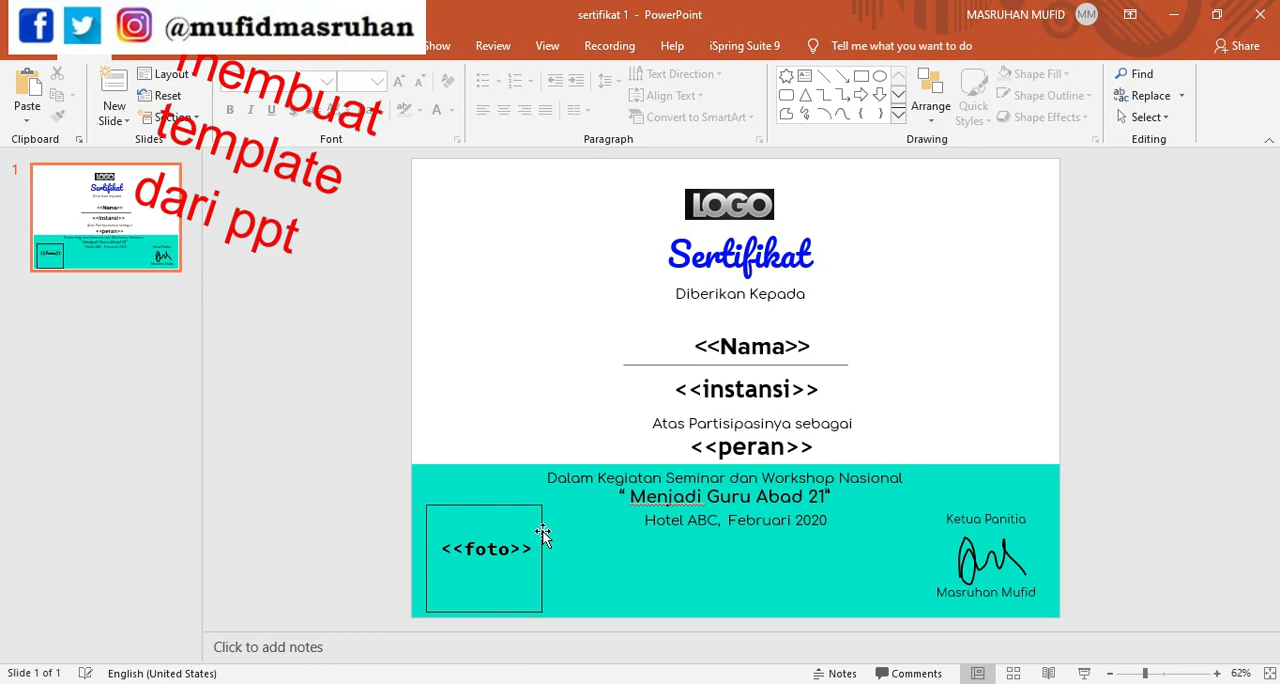 @mufidmasruhan
sertifikat 1 - PowerPoint
MASRUHAN MUFID
MM
Show
Review
View
Recording
Help
iSpring Suite 9
Tell me what you want to do
Share
Paste
Clipboard
New
Slide
Layout
Reset
Section
Slides
membuat
template
dari ppt
Font
Text Direction
Align Text
Convert to SmartArt
Paragraph
Arrange
Quick
Styles
Shape Fill
Shape Outline
Shape Effects
Drawing
Find
Replace
Select
Editing
1
LOGO
Sertifikat
Diberikan Kepada
<<Nama>>
<<instansi>>
Atas Partisipasinya sebagai
<<peran>>
Dalam Kegiatan Seminar dan Workshop Nasional
“ Menjadi Guru Abad 21”
Hotel ABC, Februari 2020
<<foto>>
Ketua Panitia
Masruhan Mufid
Click to add notes
Slide 1 of 1
English (United States)
Notes
Comments
62%